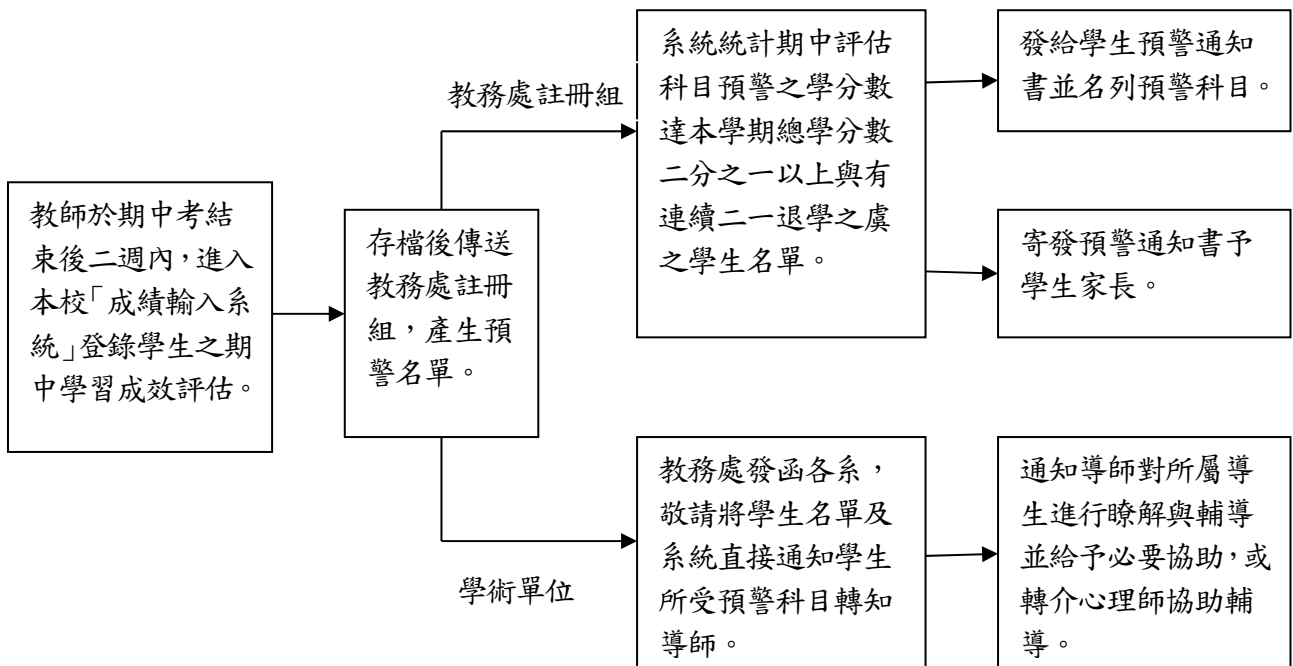 教師於期中考結
束後二週內，進入
本校「成績輸入系
統」登錄學生之期
中學習成效評估。
存檔後傳送
教務處註冊
組，產生預
警名單。
教務處註冊組
系統統計期中評估
科目預警之學分數
達本學期總學分數
二分之一以上與有
連續二一退學之虞
之學生名單。
發給學生預警通知
書並名列預警科目。
寄發預警通知書予
學生家長。
學術單位
教務處發函各系，
敬請將學生名單及
系統直接通知學生
所受預警科目轉知
導師。
通知導師對所屬導
生進行瞭解與輔導
並給予必要協助，或
轉介心理師協助輔
導。